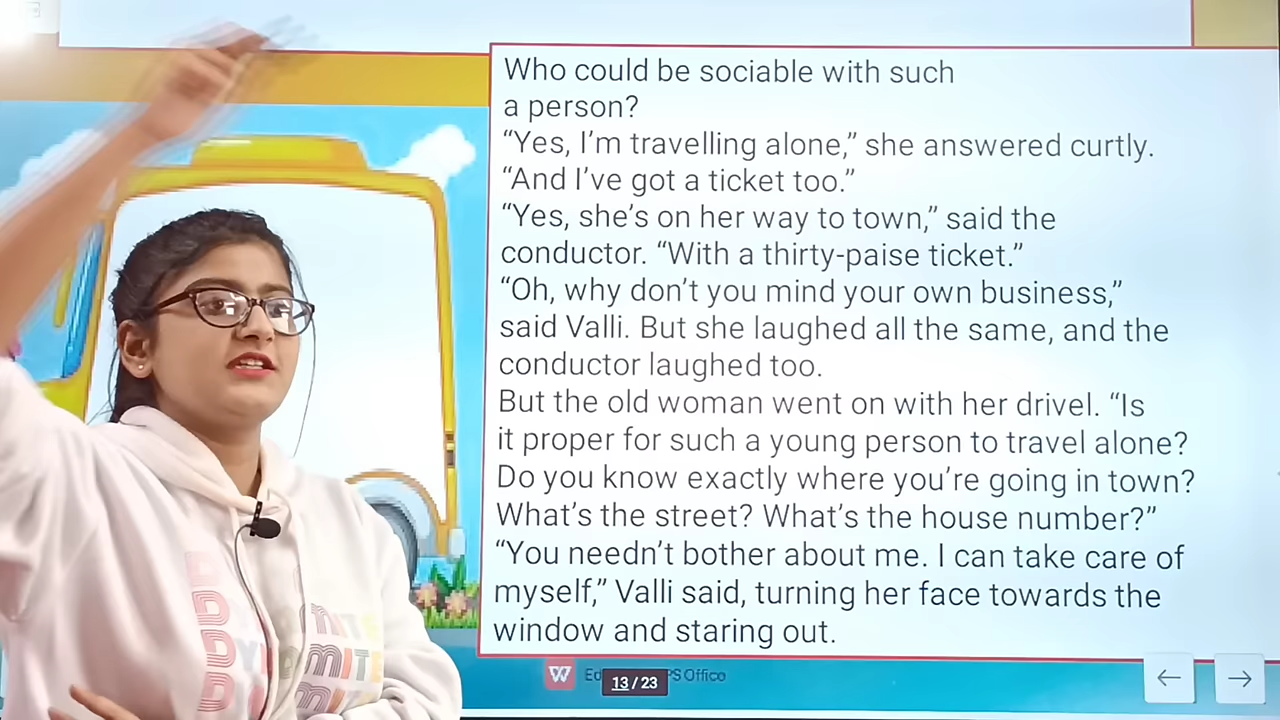 Who could be sociable with such
a person?
“Yes, I’m travelling alone,” she answered curtly.
“And I’ve got a ticket too.”
“Yes, she’s on her way to town,” said the
conductor. “With a thirty-paise ticket.”
“Oh, why don’t you mind your own business,”
said Valli. But she laughed all the same, and the
conductor laughed too.
But the old woman went on with her drivel. “Is
it proper for such a young person to travel alone?
Do you know exactly where you’re going in town?
What’s the street? What’s the house number?”
“You needn’t bother about me. I can take care of
myself,” Valli said, turning her face towards the
window and staring out.
W
13/23
Office